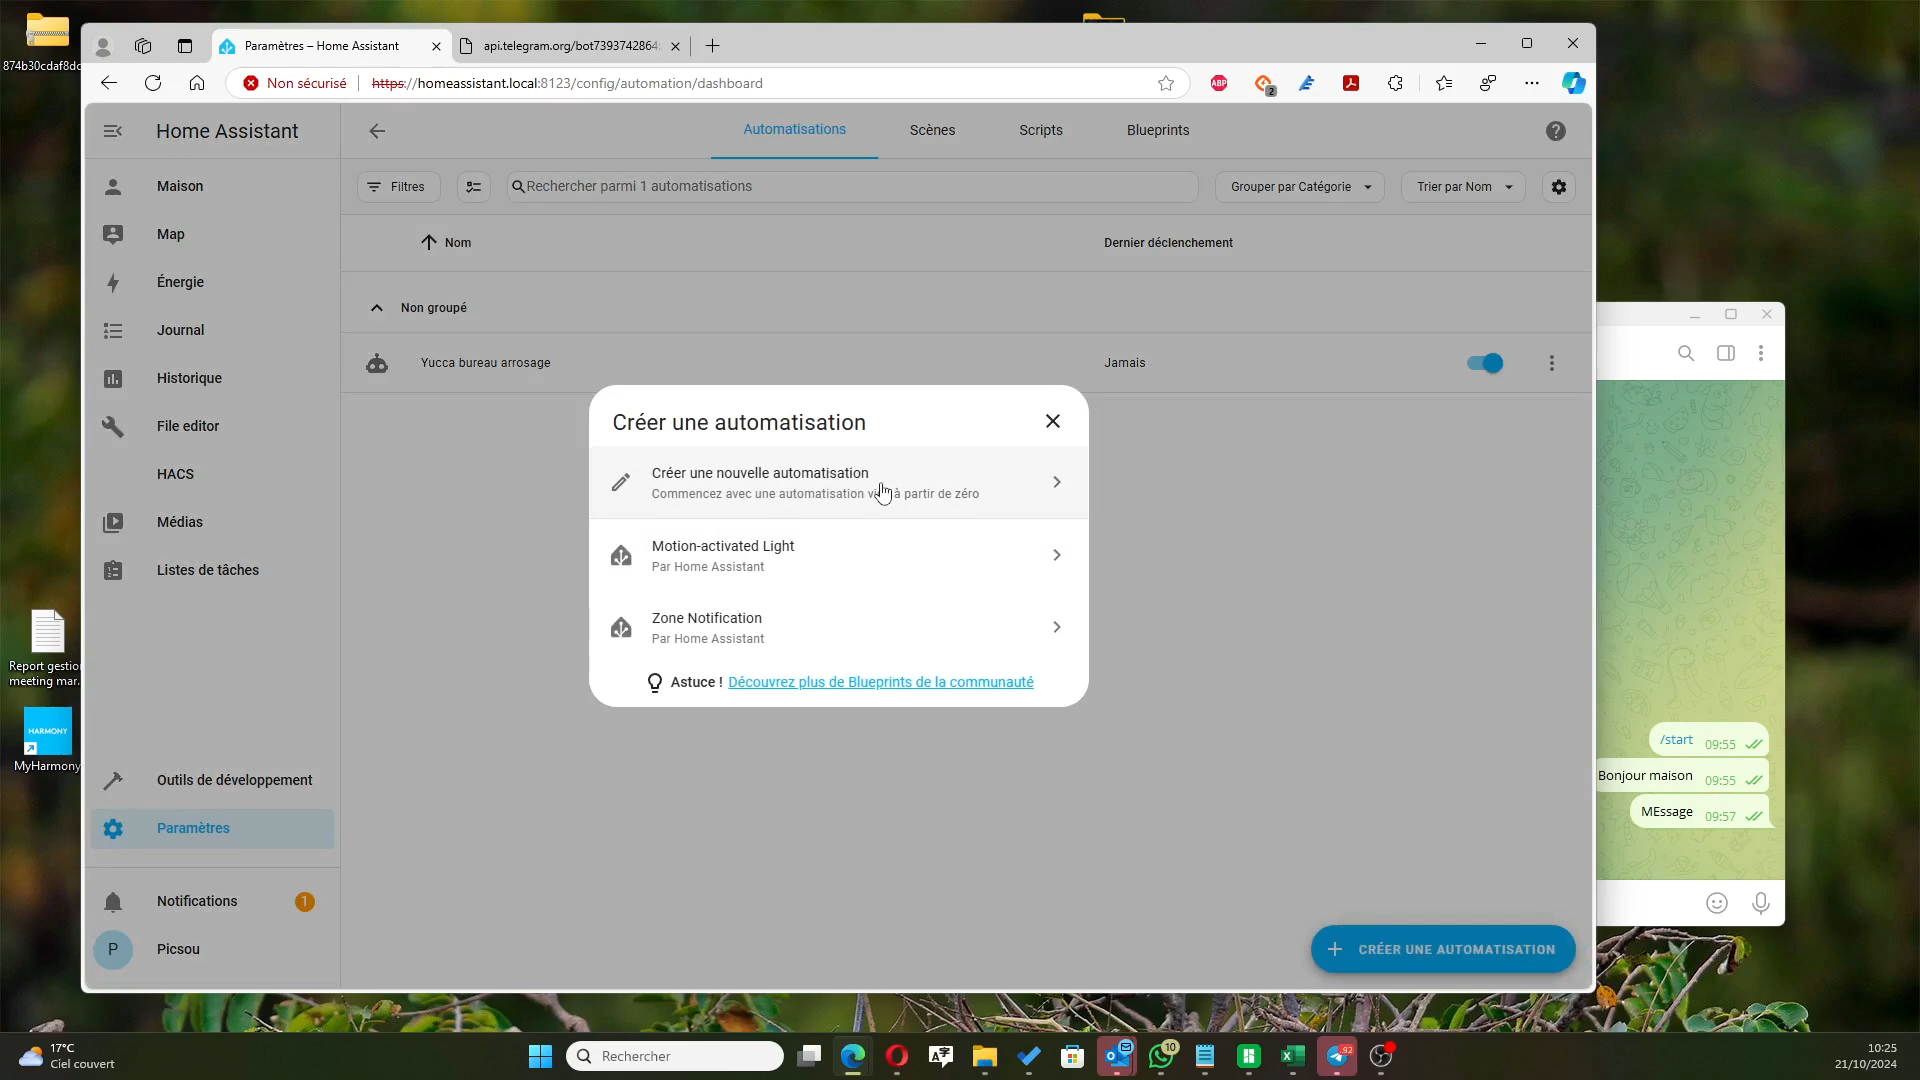 874b30cdaf8dc
Paramètres – Home Assistant
api.telegram.org/bot7393742864:
Non sécurisé
https://homeassistant.local:8123/config/automation/dashboard
ABP
2
Home Assistant
Automatisations
Scènes
Scripts
Blueprints
Maison
Filtres
Rechercher parmi 1 automatisations
Grouper par Catégorie
Trier par Nom
Map
Nom
Dernier déclenchement
Énergie
Non groupé
Journal
Yucca bureau arrosage
Jamais
Historique
File editor
HACS
Médias
Listes de tâches
Créer une automatisation
Créer une nouvelle automatisation
Commencez avec une automatisation à partir de zéro
Motion-activated Light
Par Home Assistant
Zone Notification
Par Home Assistant
Astuce ! Découvrez plus de Blueprints de la communauté
Report gestion
meeting mar...
HARMONY
MyHarmony
/start 09:55
Bonjour maison 09:55
MEssage 09:57
Outils de développement
Paramètres
Notifications
1
P
Picsou
CRÉER UNE AUTOMATISATION
17°C
Ciel couvert
Rechercher
10
92
10:25
21/10/2024